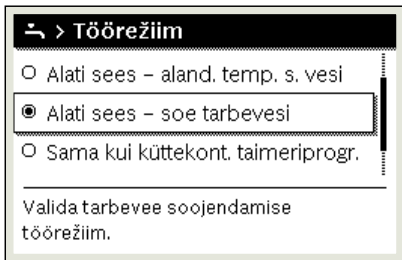 > Töörežiim
Alati sees – aland. temp. s. vesi
Alati sees – soe tarbevesi
Sama kui küttekont. taimeriprogr.
Valida tarbevee soojendamise
töörežiim.